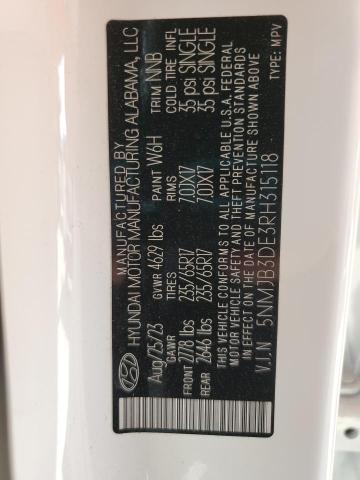 MANUFACTURED BY
HYUNDAI MOTOR MANUFACTURING ALABAMA, LLC
Aug/25/23 GVWR 4629 lbs PAINT W6H TRIM NNB
GAWR TIRES RIMS COLD TIRE INFL
FRONT 2778 lbs 235/65R17 7.0JX17 35 psi SINGLE
REAR 2646 lbs 235/65R17 7.0JX17 35 psi SINGLE
THIS VEHICLE CONFORMS TO ALL APPLICABLE U.S.A. FEDERAL
MOTOR VEHICLE SAFETY AND THEFT PREVENTION STANDARDS
IN EFFECT ON THE DATE OF MANUFACTURE SHOWN ABOVE
V.I.N 5NMJB3DE3RH315118 TYPE: MPV